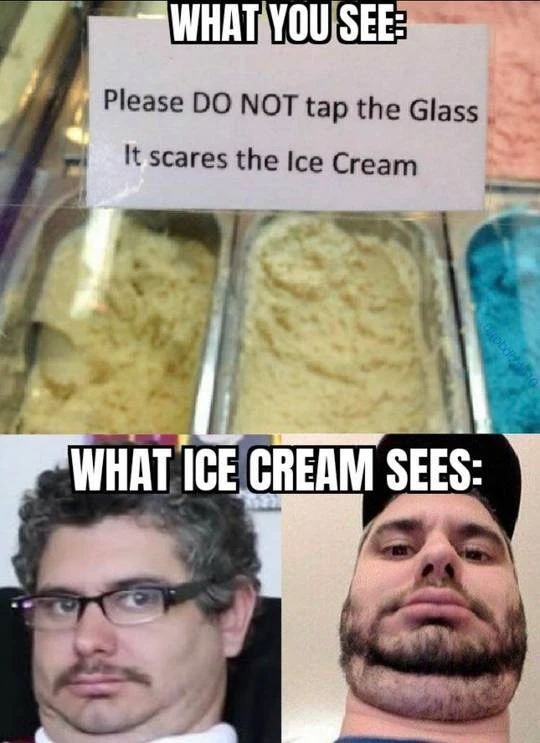 WHAT YOU SEE:
Please DO NOT tap the Glass
It scares the Ice Cream
WHAT ICE CREAM SEES: